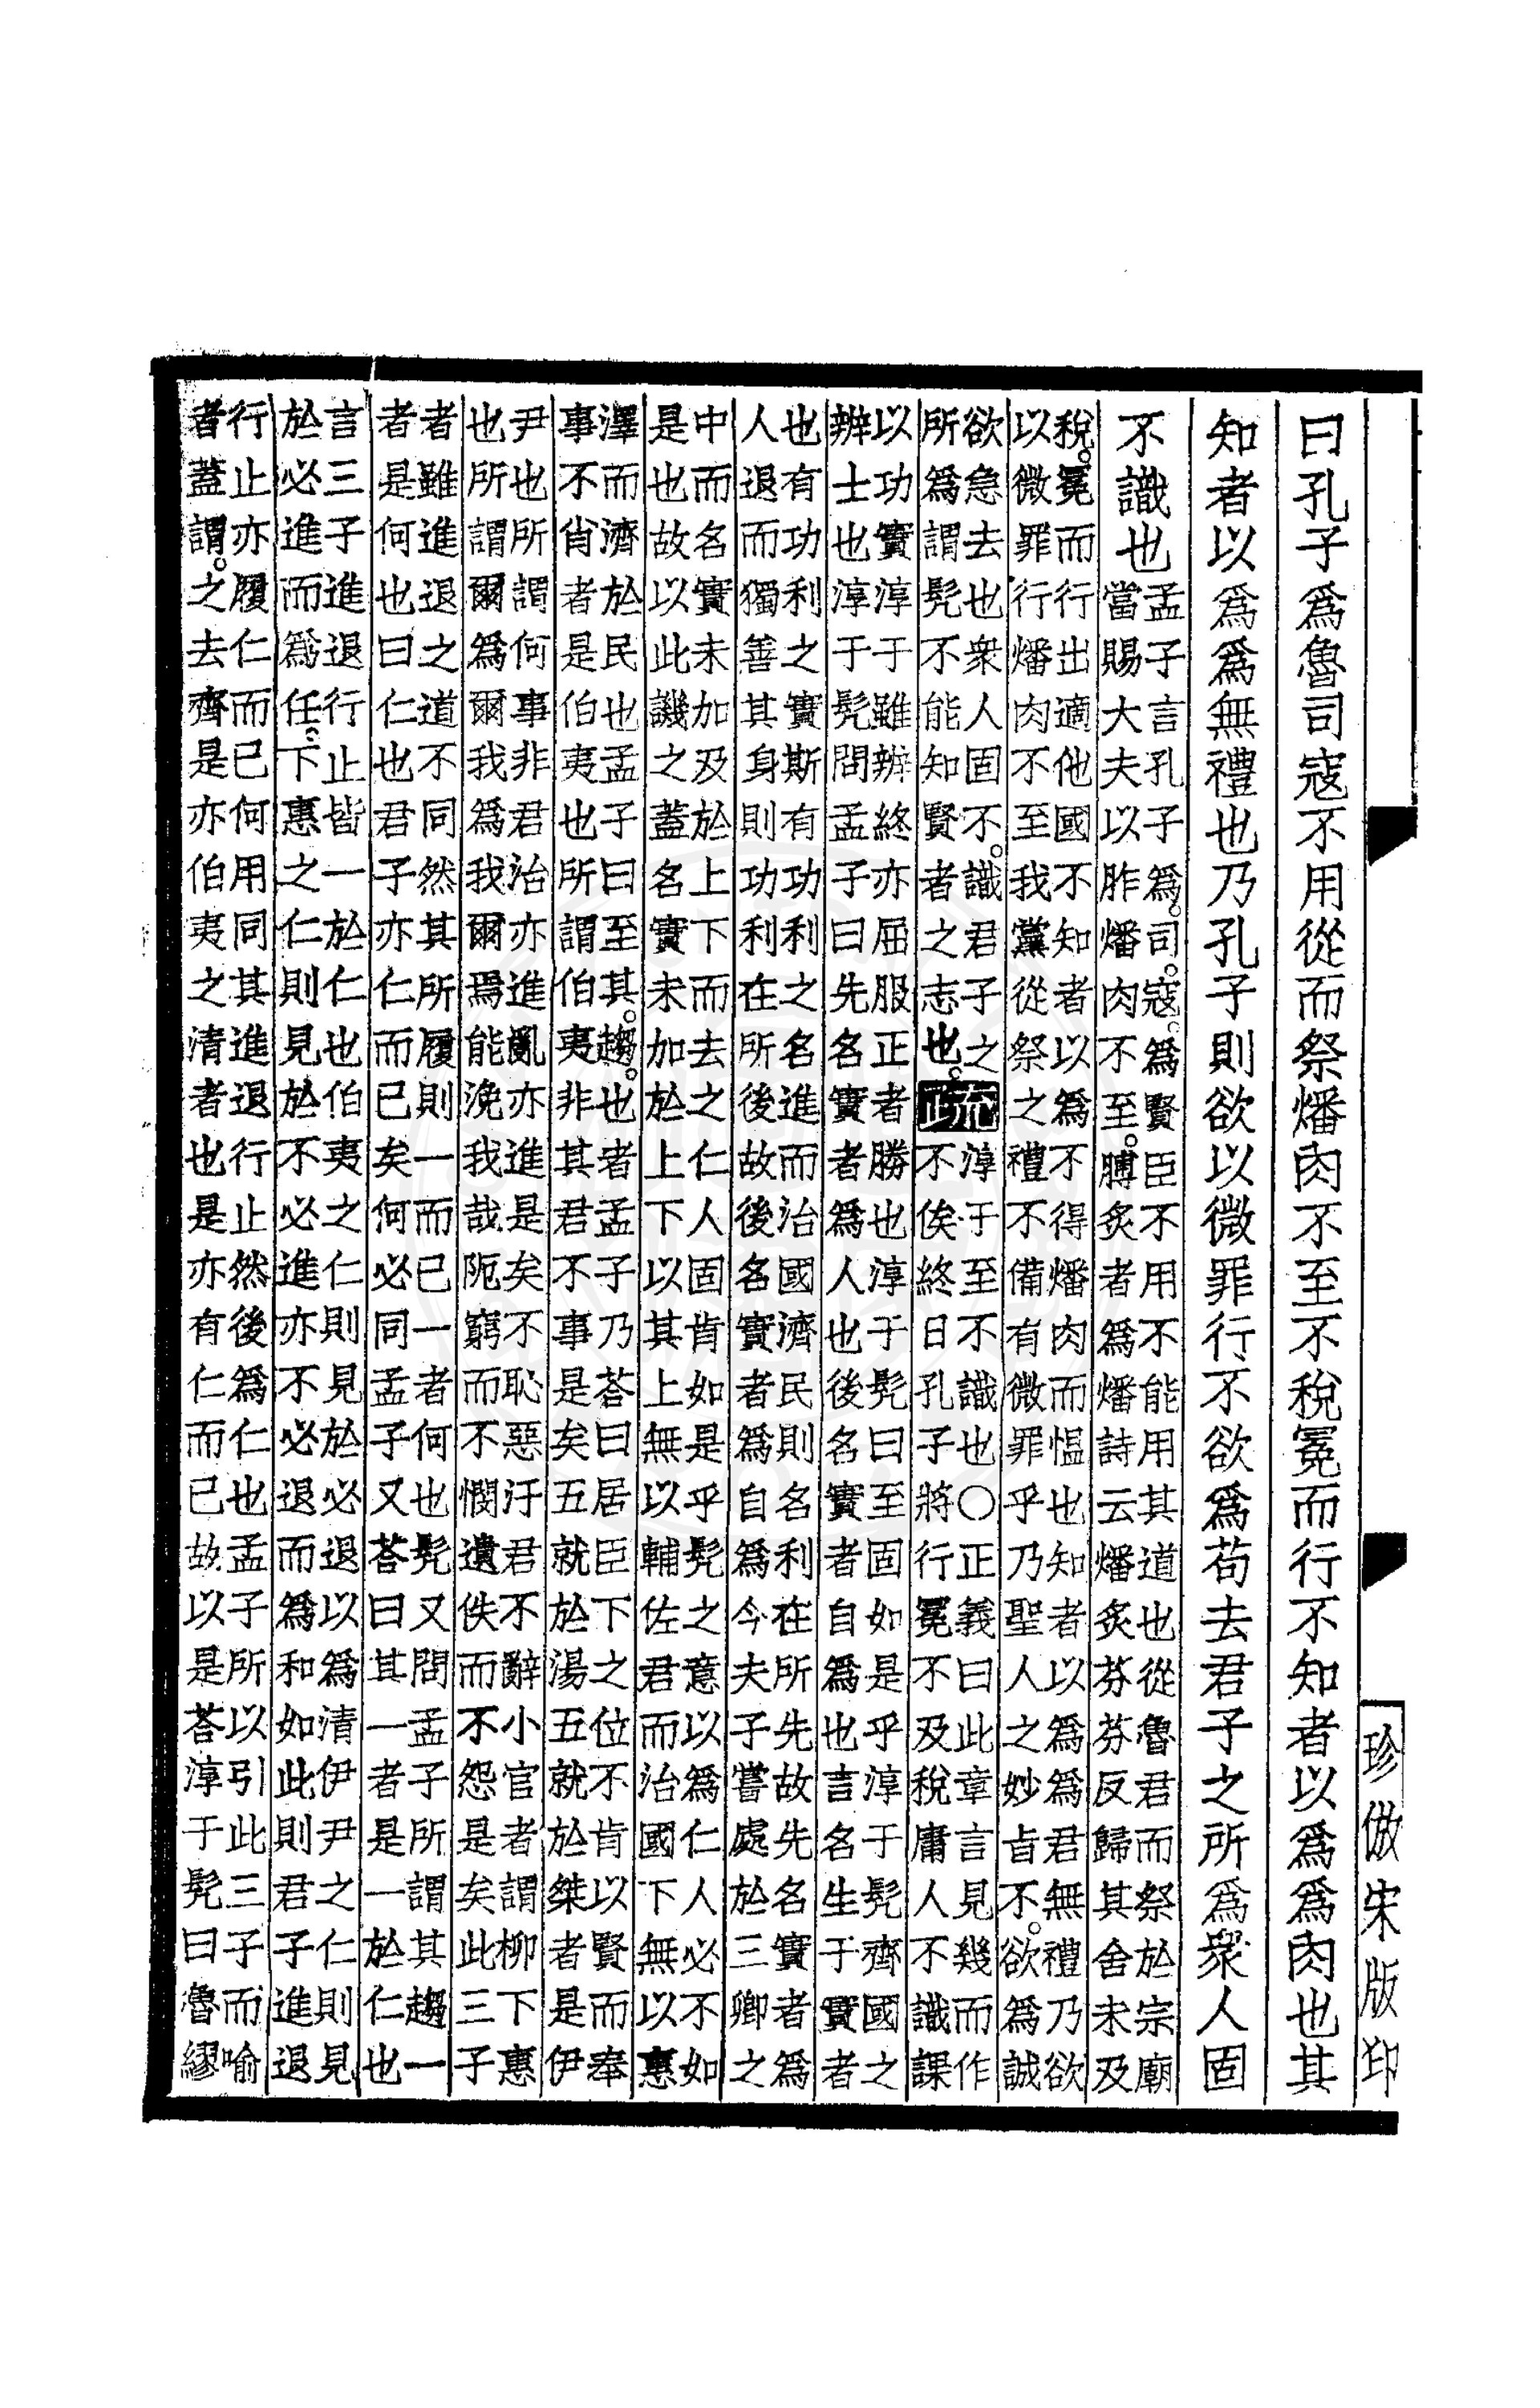 珍倣宋版印
曰孔子爲魯司寇不用從而祭燔肉不至不稅冕而行不知者以爲爲肉也其
知者以爲爲無禮也乃孔子則欲以微罪行不欲爲苟去君子之所爲衆人固
不識也
孟子言孔子爲。司。寇。爲賢臣不用不能用其道也從魯君而祭於宗廟
當賜大夫以胙燔肉不至。膊炙者爲燔詩云燔炙芬芬反歸其舍未及
稅。冕而行出適他國不知者以爲不得燔肉而慍也知者以爲爲君無禮乃欲
以微罪行燔肉不至我黨從祭之禮不備有微罪乎乃聖人之妙旨不。欲爲誠
欲急去也衆人固不。識君子之
所爲謂髡不能知賢者之志也。
疏
淳于至不識也○正義曰此章言見幾而作
不俟終日孔子將行冕不及稅庸人不識課
以功實淳于雖辨終亦屈服正者勝也淳于髡曰至固如是乎淳于髡齊國之
辨士也淳于髡問孟子曰先名實者爲人也後名實者自爲也言名生于實者
也有功利之實斯有功利之名進而治國濟民則名利在所先故先名實者爲
人退而獨善其身則功利在所後故後名實者爲自爲今夫子嘗處於三卿之
中而名實未加及於上下而去之仁人固肯如是乎髡之意以爲仁人必不如
是也故以此譏之蓋名實未加於上下以其上無以輔佐君而治國下無以惠
澤而濟於民也孟子曰至其。趨。也者孟子乃荅曰居臣下之位不肯以賢而奉
事不肖者是伯夷也所謂伯夷非其君不事是矣五就於湯五就於桀者是伊
尹也所謂何事非君治亦進亂亦進是矣不恥惡汙君不辭小官者謂柳下惠
也所謂爾爲爾我爲我爾焉能浼我哉阨窮而不憫遺佚而不怨是矣此三子
者雖進退之道不同然其所履則一而已一者何也髡又問孟子所謂其趨一
者是何也曰仁也君子亦仁而已矣何必同孟子又荅曰其一者是一於仁也
言三子進退行止皆一於仁也伯夷之仁則見於必退以爲清伊尹之仁則見
於必進而爲任。下惠之仁則見於不必進亦不必退而爲和如此則君子進退
行止亦履仁而已何用同其進退行止然後爲仁也孟子所以引此三子而喻
者蓋謂。之去齊是亦伯夷之清者也是亦有仁而已故以是荅淳于髡曰魯繆